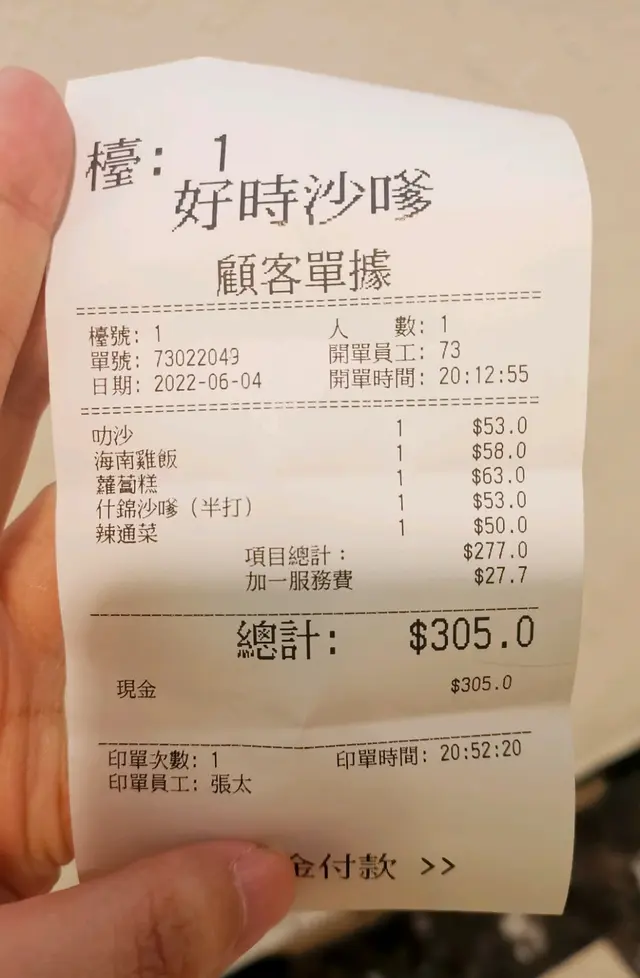 檯: 1
好時沙嗲
顧客單據
檯號: 1 人 數: 1
單號: 73022049 開單員工: 73
日期: 2022-06-04 開單時間: 20:12:55
叻沙 1 $53.0
海南雞飯 1 $58.0
蘿蔔糕 1 $63.0
什錦沙嗲（半打） 1 $53.0
辣通菜 1 $50.0
項目總計: $277.0
加一服務費 $27.7
總計: $305.0
現金 $305.0
印單次數: 1 印單時間: 20:52:20
印單員工: 張太
金付款 >>